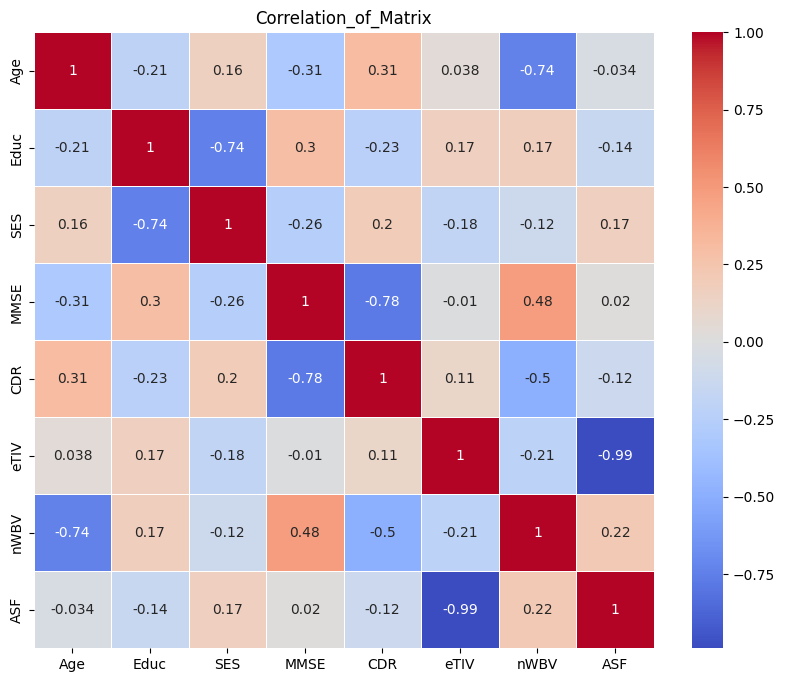 Correlation_of_Matrix
Age 1 -0.21 0.16 -0.31 0.31 0.038 -0.74 -0.034
Educ -0.21 1 -0.74 0.3 -0.23 0.17 0.17 -0.14
SES 0.16 -0.74 1 -0.26 0.2 -0.18 -0.12 0.17
MMSE -0.31 0.3 -0.26 1 -0.78 -0.01 0.48 0.02
CDR 0.31 -0.23 0.2 -0.78 1 0.11 -0.5 -0.12
eTIV 0.038 0.17 -0.18 -0.01 0.11 1 -0.21 -0.99
nWBV -0.74 0.17 -0.12 0.48 -0.5 -0.21 1 0.22
ASF -0.034 -0.14 0.17 0.02 -0.12 -0.99 0.22 1
Age Educ SES MMSE CDR eTIV nWBV ASF
1.00
0.75
0.50
0.25
0.00
−0.25
−0.50
−0.75